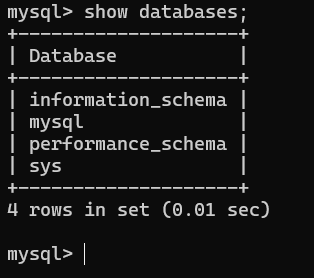 mysql> show databases;
+--------------------+
| Database           |
+--------------------+
| information_schema |
| mysql              |
| performance_schema |
| sys                |
+--------------------+
4 rows in set (0.01 sec)
mysql>